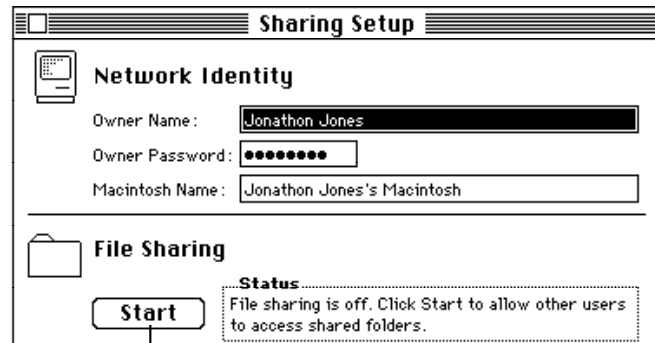 Sharing Setup
Network Identity
Owner Name: Jonathon Jones
Owner Password: ●●●●●●●●
Macintosh Name: Jonathon Jones's Macintosh
File Sharing
Status
Start
File sharing is off. Click Start to allow other users
to access shared folders.